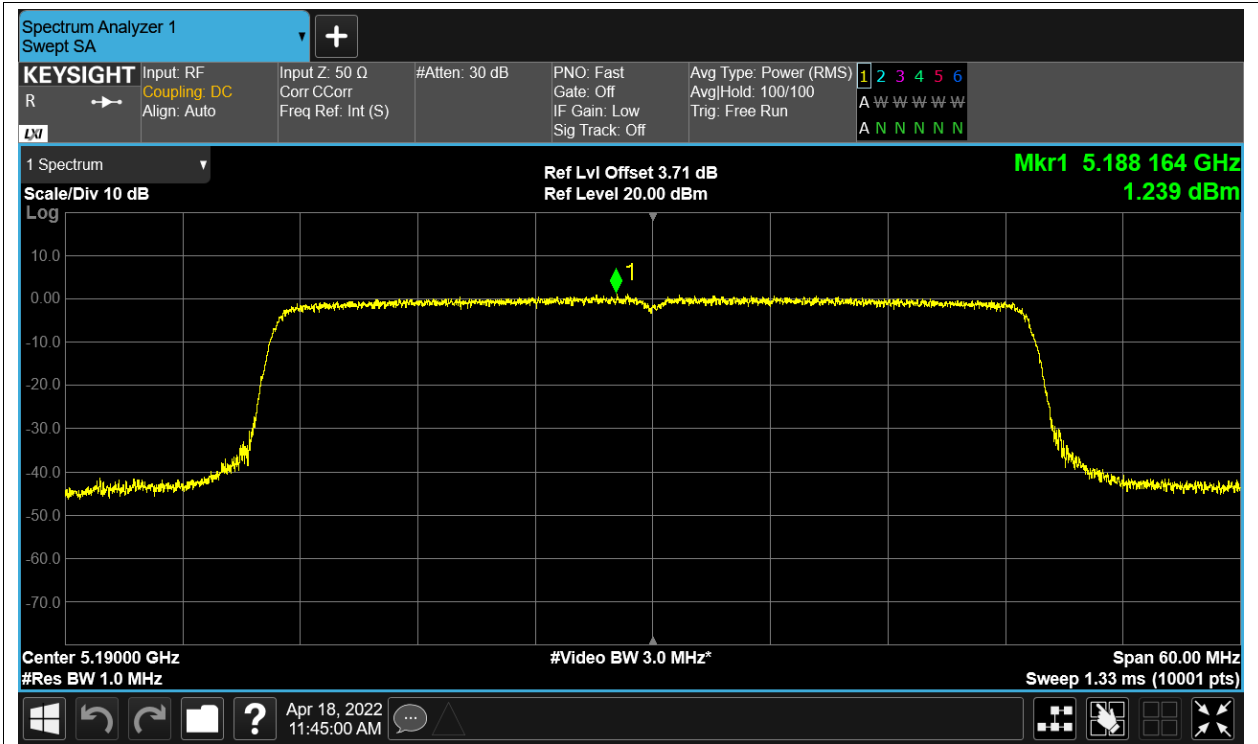 Spectrum Analyzer 1
Swept SA
KEYSIGHT
R
LXI
Input: RF
Coupling: DC
Align: Auto
Input Z: 50 Ω
Corr CCorr
Freq Ref: Int (S)
#Atten: 30 dB
PNO: Fast
Gate: Off
IF Gain: Low
Sig Track: Off
Avg Type: Power (RMS)
Avg|Hold: 100/100
Trig: Free Run
1 2 3 4 5 6
A W W W W W
A N N N N N
1 Spectrum
Scale/Div 10 dB
Log
Ref Lvl Offset 3.71 dB
Ref Level 20.00 dBm
Mkr1 5.188 164 GHz
1.239 dBm
10.0
1
0.00
-10.0
-20.0
-30.0
-40.0
-50.0
-60.0
-70.0
Center 5.19000 GHz
#Res BW 1.0 MHz
#Video BW 3.0 MHz*
Span 60.00 MHz
Sweep 1.33 ms (10001 pts)
?
Apr 18, 2022
11:45:00 AM